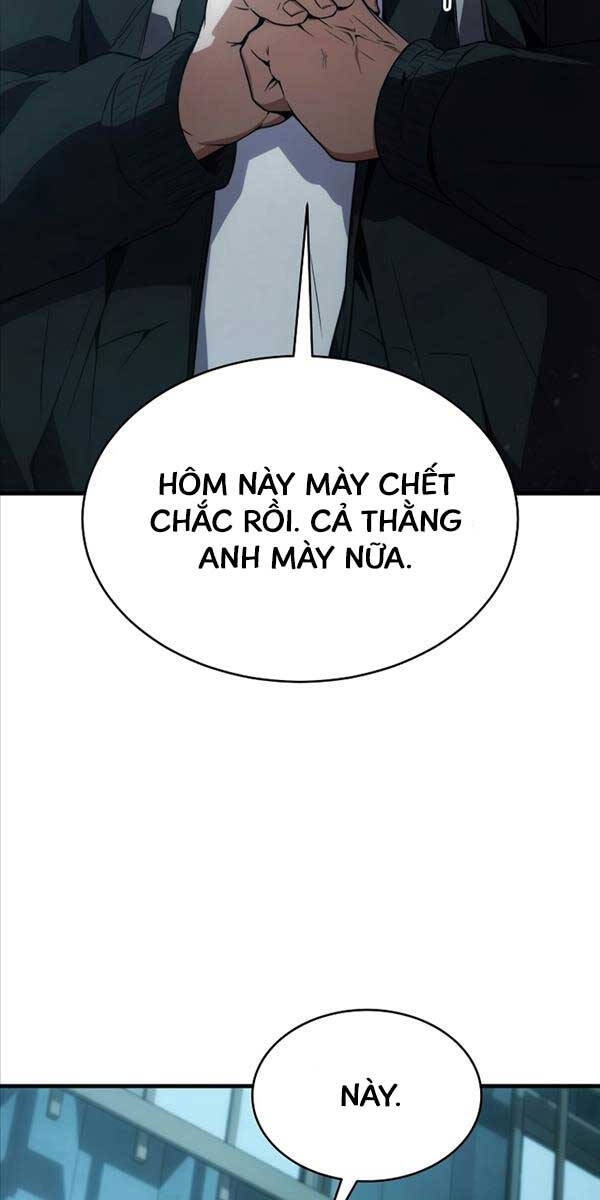 HÔM NÀY MÀY CHẾT
CHẮC RỒI. CẢ THẰNG
ANH MÀY NỮA.
NÀY.